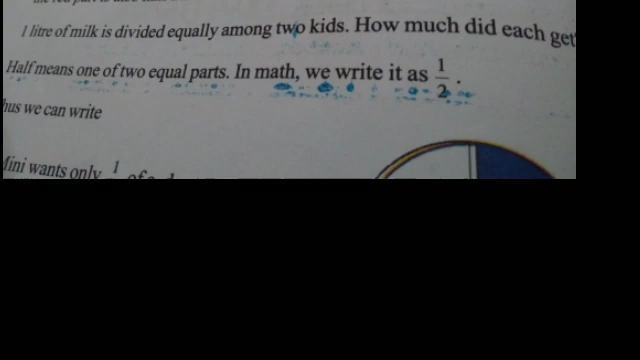 1 litre of milk is divided equally among two kids. How much did each get
Half means one of two equal parts. In math, we write it as 1/2.
hus we can write
Mini wants only 1